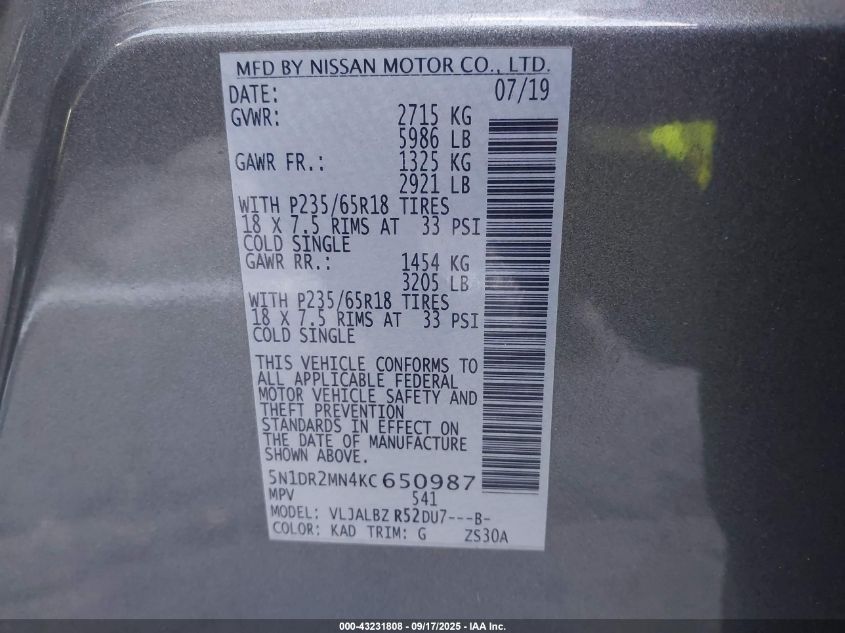 MFD BY NISSAN MOTOR CO., LTD.
DATE: 07/19
GVWR: 2715 KG
5986 LB
GAWR FR.: 1325 KG
2921 LB
WITH P235/65R18 TIRES
18 X 7.5 RIMS AT 33 PSI
COLD SINGLE
GAWR RR.: 1454 KG
3205 LB
WITH P235/65R18 TIRES
18 X 7.5 RIMS AT 33 PSI
COLD SINGLE
THIS VEHICLE CONFORMS TO
ALL APPLICABLE FEDERAL
MOTOR VEHICLE SAFETY AND
THEFT PREVENTION
STANDARDS IN EFFECT ON
THE DATE OF MANUFACTURE
SHOWN ABOVE.
5N1DR2MN4KC650987
MPV 541
MODEL: VLJALBZ R52DU7---B-
COLOR: KAD TRIM: G ZS30A
000-43231808 - 09/17/2025 - IAA Inc.